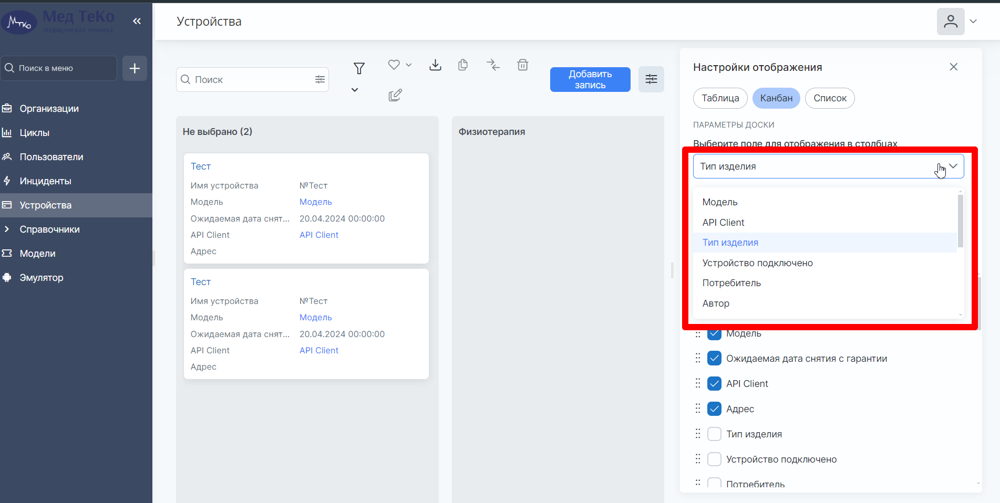 Мед ТеКо
медицинская техника
Поиск в меню
Организации
Циклы
Пользователи
Инциденты
Устройства
Справочники
Модели
Эмулятор
Устройства
Поиск
Добавить
запись
Не выбрано (2)
Тест
Имя устройства №Тест
Модель Модель
Ожидаемая дата снят... 20.04.2024 00:00:00
API Client API Client
Адрес
Тест
Имя устройства №Тест
Модель Модель
Ожидаемая дата снят... 20.04.2024 00:00:00
API Client API Client
Адрес
Физиотерапия
Настройки отображения
Таблица Канбан Список
ПАРАМЕТРЫ ДОСКИ
Выберите поле для отображения в столбцах
Тип изделия
Модель
API Client
Тип изделия
Устройство подключено
Потребитель
Автор
Модель
Ожидаемая дата снятия с гарантии
API Client
Адрес
Тип изделия
Устройство подключено
Потребитель